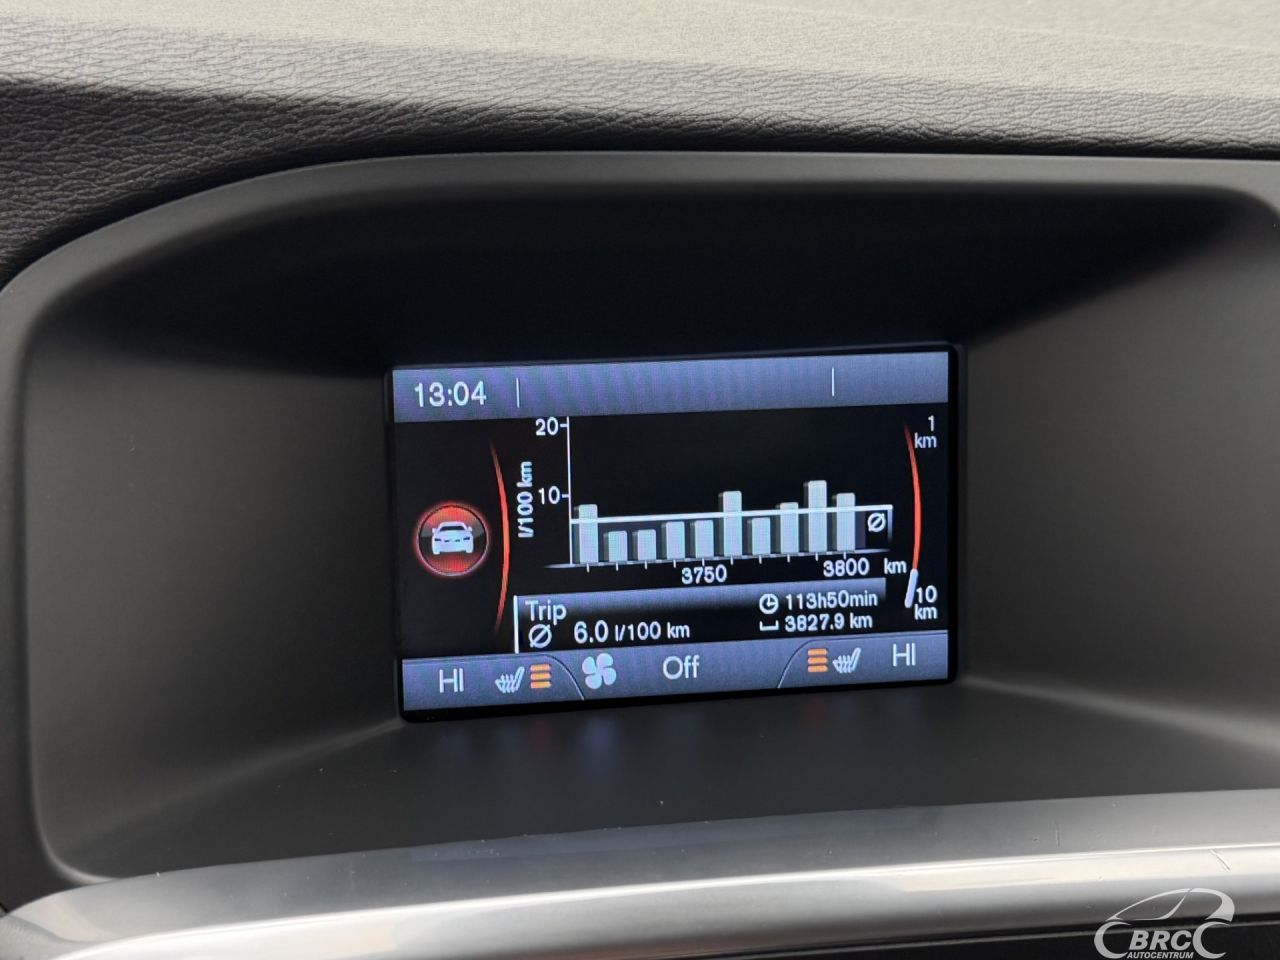 13:04
20
l/100 km
10
1
km
3750
3800 km
10
km
Trip
113h50min
Ø 6.0 l/100 km
3827.9 km
HI
Off
HI
BRC
AUTOCENTRUM